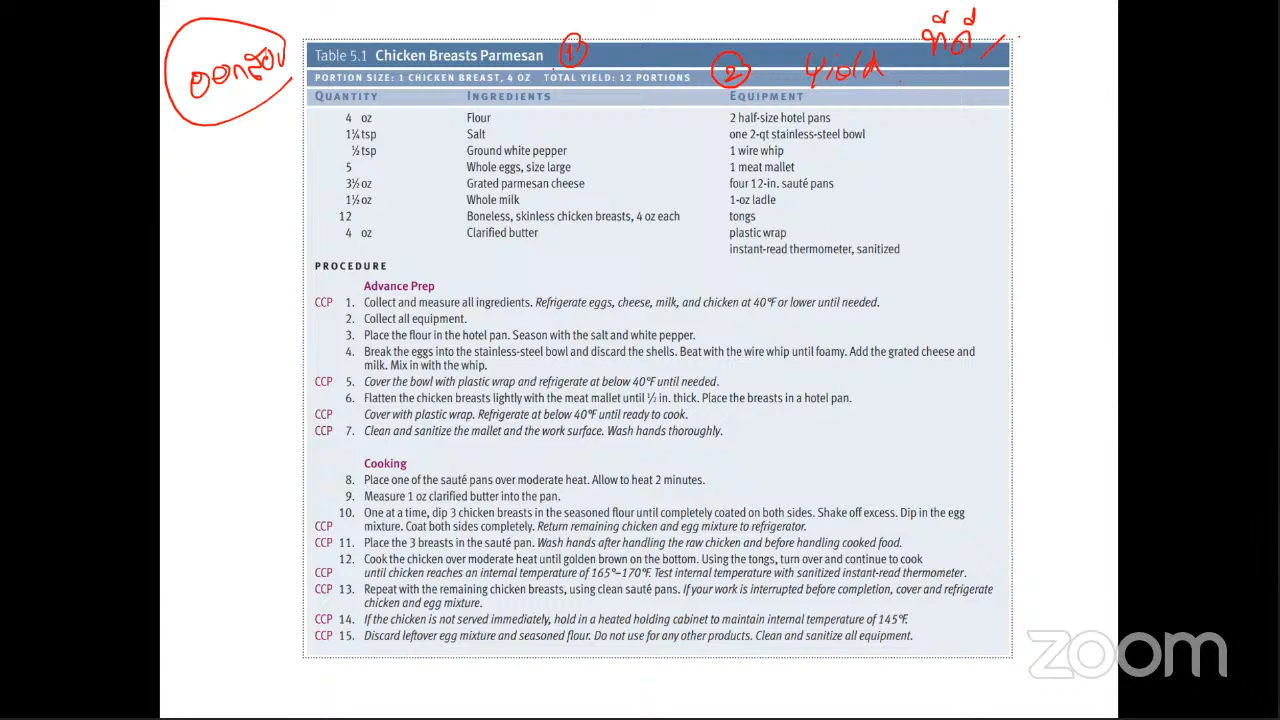 ออกสอบ
ที่ดี
Table 5.1 Chicken Breasts Parmesan ①
PORTION SIZE: 1 CHICKEN BREAST, 4 OZ TOTAL YIELD: 12 PORTIONS ② yield
QUANTITY INGREDIENTS EQUIPMENT
4 oz Flour 2 half-size hotel pans
1¼ tsp Salt one 2-qt stainless-steel bowl
½ tsp Ground white pepper 1 wire whip
5 Whole eggs, size large 1 meat mallet
3½ oz Grated parmesan cheese four 12-in. sauté pans
1½ oz Whole milk 1-oz ladle
12 Boneless, skinless chicken breasts, 4 oz each tongs
4 oz Clarified butter plastic wrap
instant-read thermometer, sanitized
PROCEDURE
Advance Prep
CCP 1. Collect and measure all ingredients. Refrigerate eggs, cheese, milk, and chicken at 40°F or lower until needed.
2. Collect all equipment.
3. Place the flour in the hotel pan. Season with the salt and white pepper.
4. Break the eggs into the stainless-steel bowl and discard the shells. Beat with the wire whip until foamy. Add the grated cheese and
milk. Mix in with the whip.
CCP 5. Cover the bowl with plastic wrap and refrigerate at below 40°F until needed.
6. Flatten the chicken breasts lightly with the meat mallet until ½ in. thick. Place the breasts in a hotel pan.
CCP Cover with plastic wrap. Refrigerate at below 40°F until ready to cook.
CCP 7. Clean and sanitize the mallet and the work surface. Wash hands thoroughly.
Cooking
8. Place one of the sauté pans over moderate heat. Allow to heat 2 minutes.
9. Measure 1 oz clarified butter into the pan.
10. One at a time, dip 3 chicken breasts in the seasoned flour until completely coated on both sides. Shake off excess. Dip in the egg
CCP mixture. Coat both sides completely. Return remaining chicken and egg mixture to refrigerator.
CCP 11. Place the 3 breasts in the sauté pan. Wash hands after handling the raw chicken and before handling cooked food.
12. Cook the chicken over moderate heat until golden brown on the bottom. Using the tongs, turn over and continue to cook
CCP until chicken reaches an internal temperature of 165°–170°F. Test internal temperature with sanitized instant-read thermometer.
CCP 13. Repeat with the remaining chicken breasts, using clean sauté pans. If your work is interrupted before completion, cover and refrigerate
chicken and egg mixture.
CCP 14. If the chicken is not served immediately, hold in a heated holding cabinet to maintain internal temperature of 145°F.
CCP 15. Discard leftover egg mixture and seasoned flour. Do not use for any other products. Clean and sanitize all equipment.
zoom